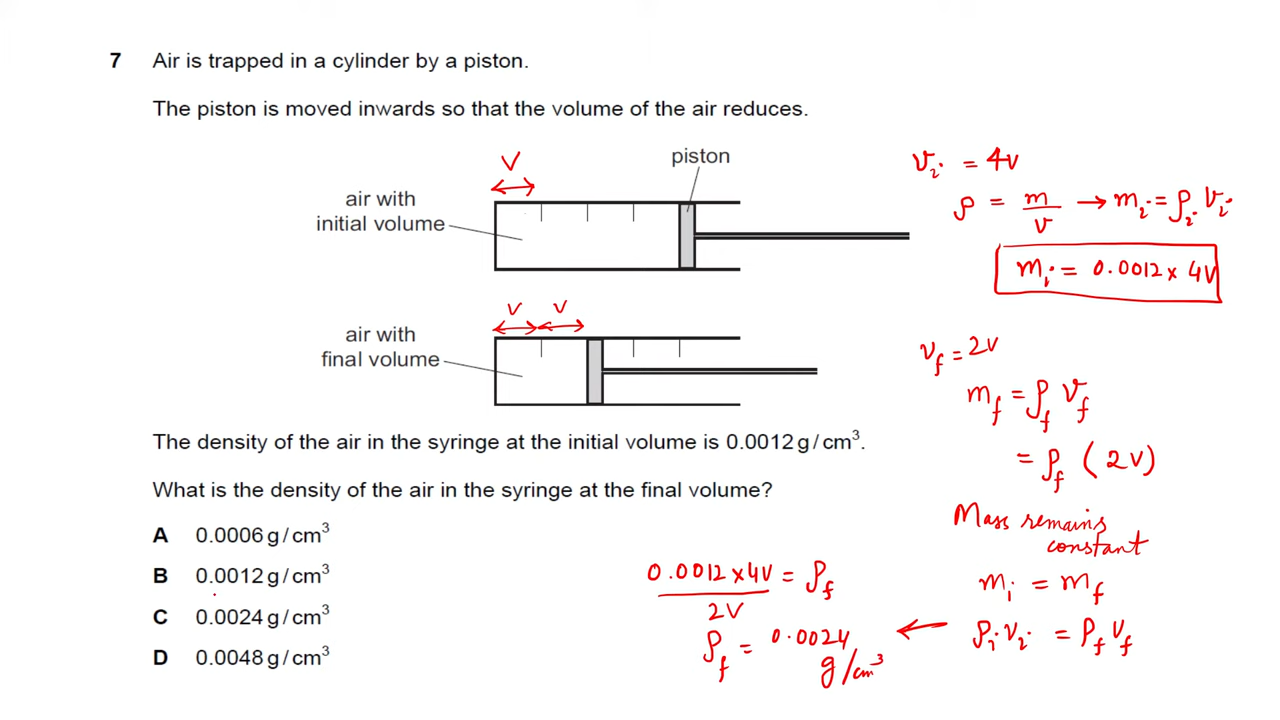 7 Air is trapped in a cylinder by a piston.
The piston is moved inwards so that the volume of the air reduces.
V
piston
air with
initial volume
V V
air with
final volume
The density of the air in the syringe at the initial volume is 0.0012 g / cm³.
What is the density of the air in the syringe at the final volume?
A 0.0006 g / cm³
B 0.0012 g / cm³
C 0.0024 g / cm³
D 0.0048 g / cm³
Vi = 4V
ρ = m/V → mi = ρi Vi
mi = 0.0012 × 4V
Vf = 2V
mf = ρf Vf
= ρf (2V)
Mass remains
constant
mi = mf
ρi Vi = ρf Vf
←
0.0012 × 4V / 2V = ρf
ρf = 0.0024
g/cm³